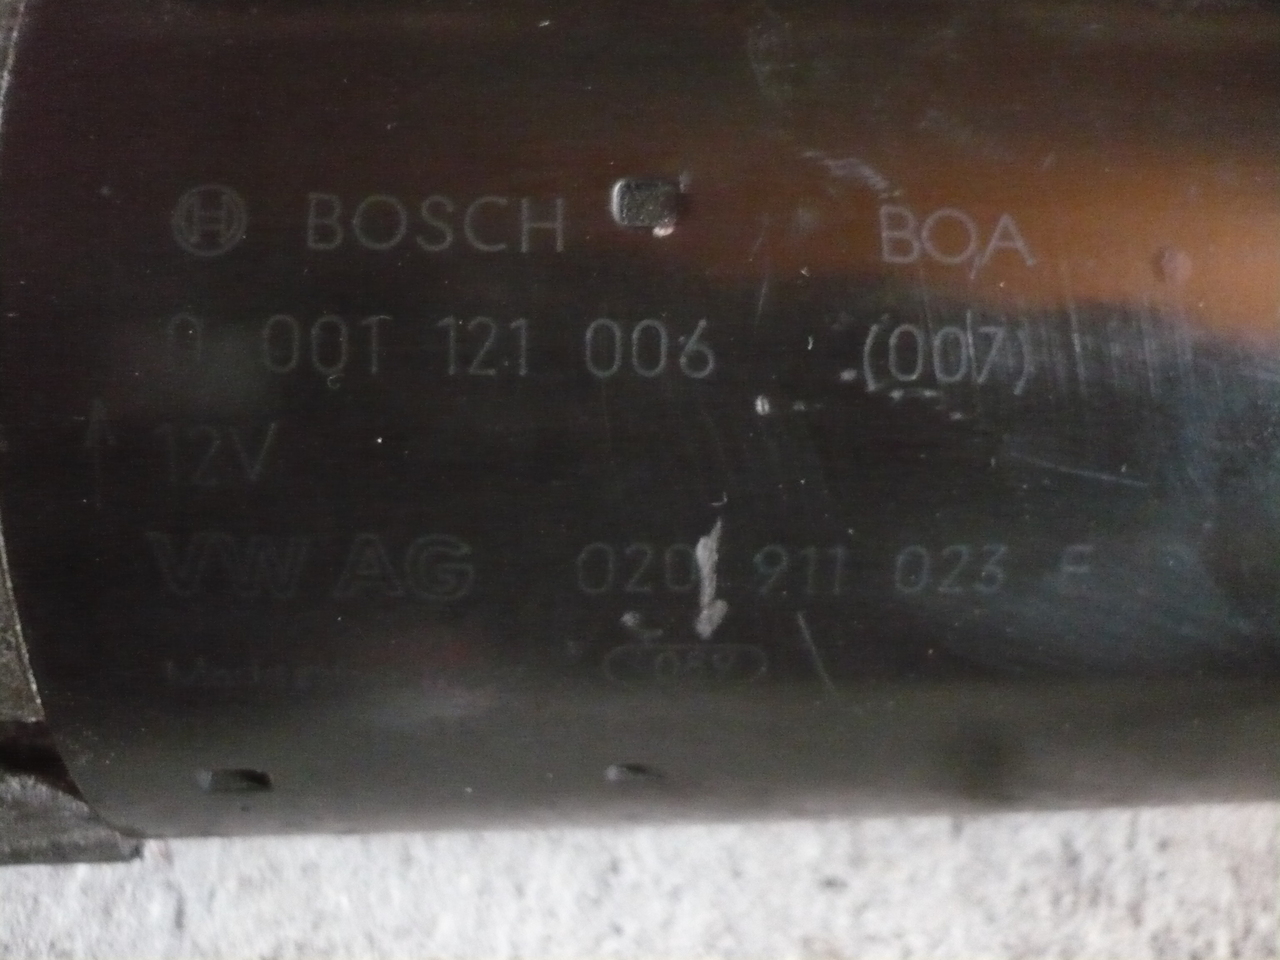 BOSCH BOA
0 001 121 006 (007)
12V
VW AG 020 911 023 F